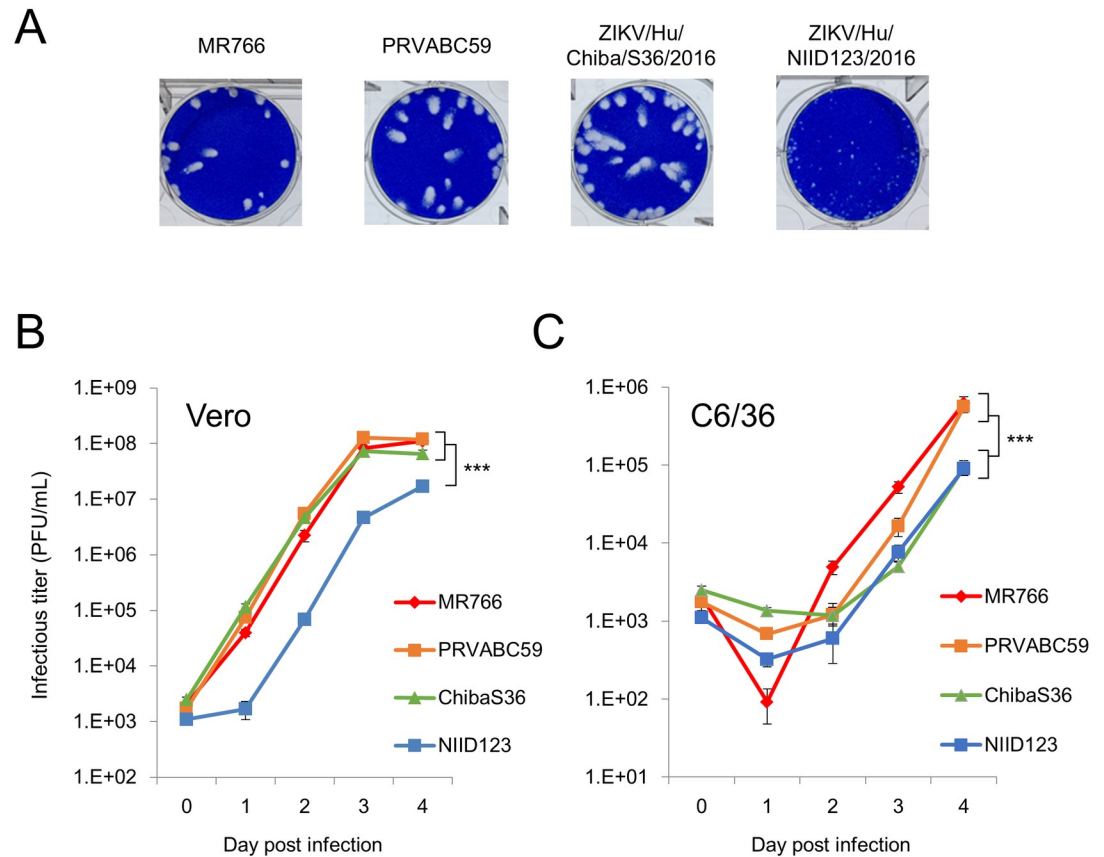 A
MR766
PRVABC59
ZIKV/Hu/
Chiba/S36/2016
ZIKV/Hu/
NIID123/2016
B
1.E+09
1.E+08
1.E+07
1.E+06
1.E+05
1.E+04
1.E+03
1.E+02
Infectious titer (PFU/mL)
Vero
***
MR766
PRVABC59
ChibaS36
NIID123
0 1 2 3 4
Day post infection
C
1.E+06
1.E+05
1.E+04
1.E+03
1.E+02
1.E+01
C6/36
***
MR766
PRVABC59
ChibaS36
NIID123
0 1 2 3 4
Day post infection